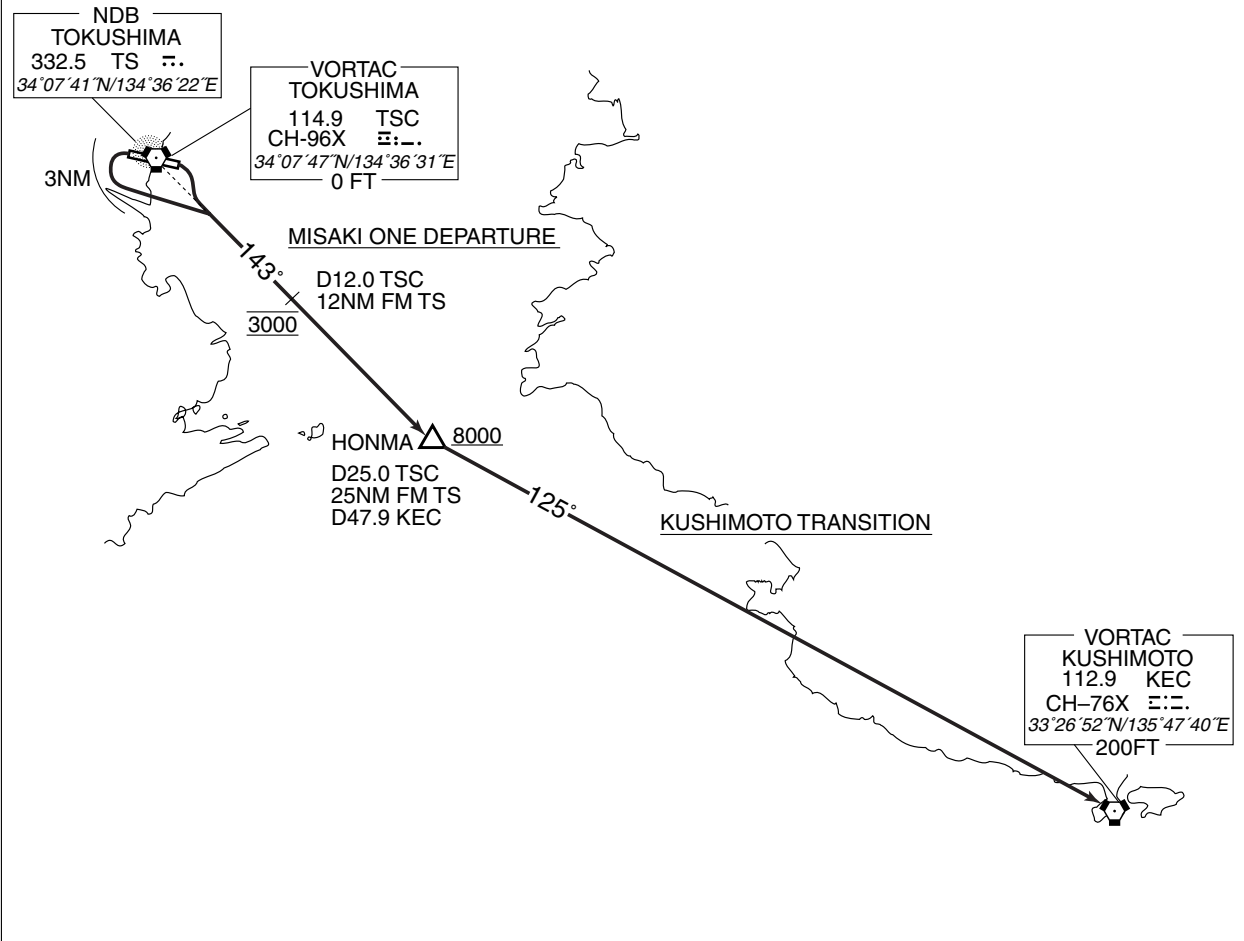 NDB
TOKUSHIMA
332.5 TS
34°07´41˝N/134°36´22˝E
VORTAC
TOKUSHIMA
114.9 TSC
CH-96X
34°07´47˝N/134°36´31˝E
0 FT
3NM
MISAKI ONE DEPARTURE
143°
D12.0 TSC
12NM FM TS
3000
HONMA
8000
D25.0 TSC
25NM FM TS
D47.9 KEC
125°
KUSHIMOTO TRANSITION
VORTAC
KUSHIMOTO
112.9 KEC
CH–76X
33°26´52˝N/135°47´40˝E
200FT